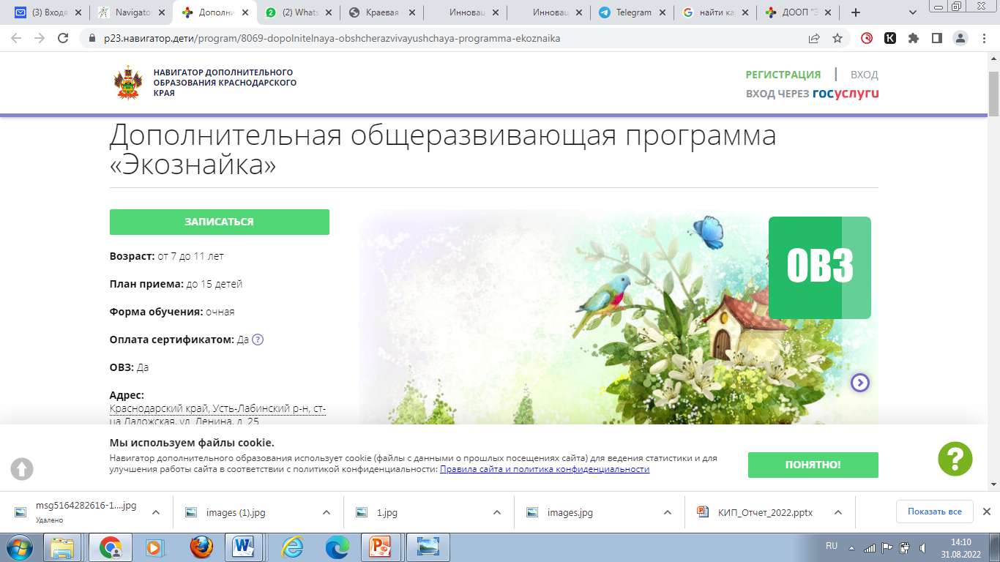 (3) Входя
Navigato
Дополни
(2) Whats
Краевая
Инновац
Инновац
Telegram
найти ка
ДООП "Э
p23.навигатор.дети/program/8069-dopolnitelnaya-obshcherazvivayushchaya-programma-ekoznaika
НАВИГАТОР ДОПОЛНИТЕЛЬНОГО
ОБРАЗОВАНИЯ КРАСНОДАРСКОГО
КРАЯ
РЕГИСТРАЦИЯ | ВХОД
ВХОД ЧЕРЕЗ госуслуги
Дополнительная общеразвивающая программа
«Экознайка»
ЗАПИСАТЬСЯ
Возраст: от 7 до 11 лет
План приема: до 15 детей
Форма обучения: очная
Оплата сертификатом: Да ?
ОВЗ: Да
Адрес:
Краснодарский край, Усть-Лабинский р-н, ст-
ца Ладожская, ул. Ленина, д. 25
ОВЗ
Мы используем файлы cookie.
Навигатор дополнительного образования использует cookie (файлы с данными о прошлых посещениях сайта) для ведения статистики и для
улучшения работы сайта в соответствии с политикой конфиденциальности: Правила сайта и политика конфиденциальности
ПОНЯТНО!
?
msg5164282616-1....jpg
Удалено
images (1).jpg
1.jpg
images.jpg
КИП_Отчет_2022.pptx
Показать все
RU
14:10
31.08.2022